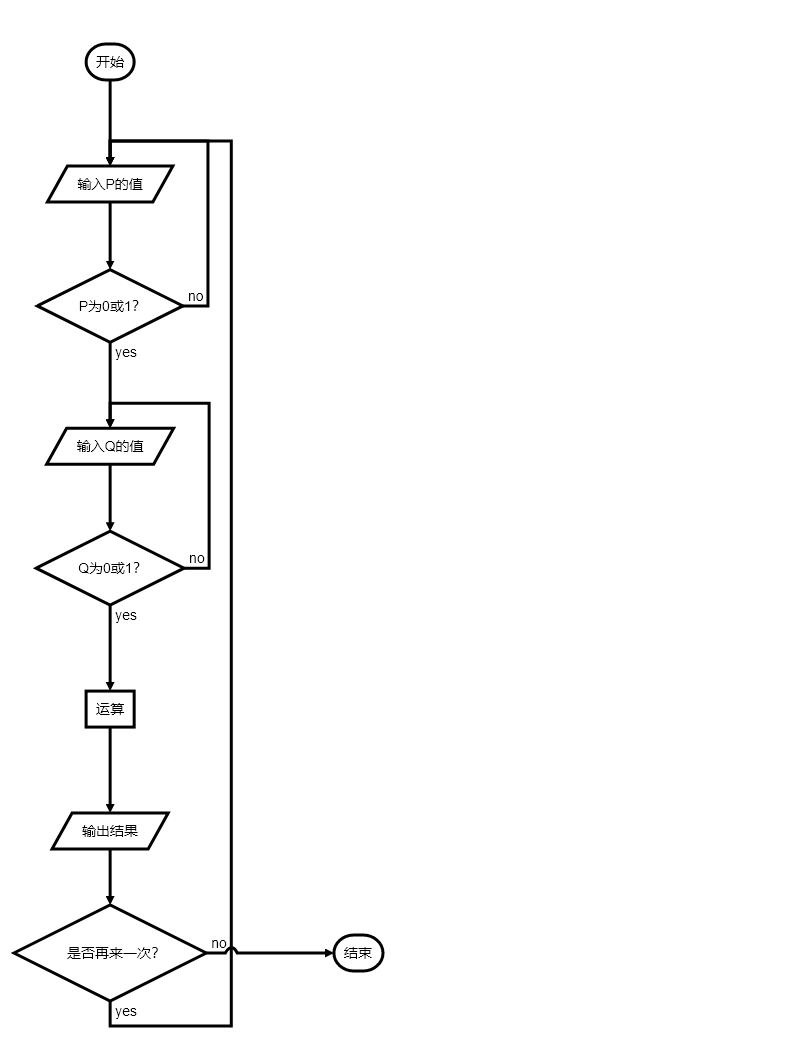 开始
输入P的值
P为0或1?
no
yes
输入Q的值
Q为0或1?
no
yes
运算
输出结果
是否再来一次?
no
结束
yes